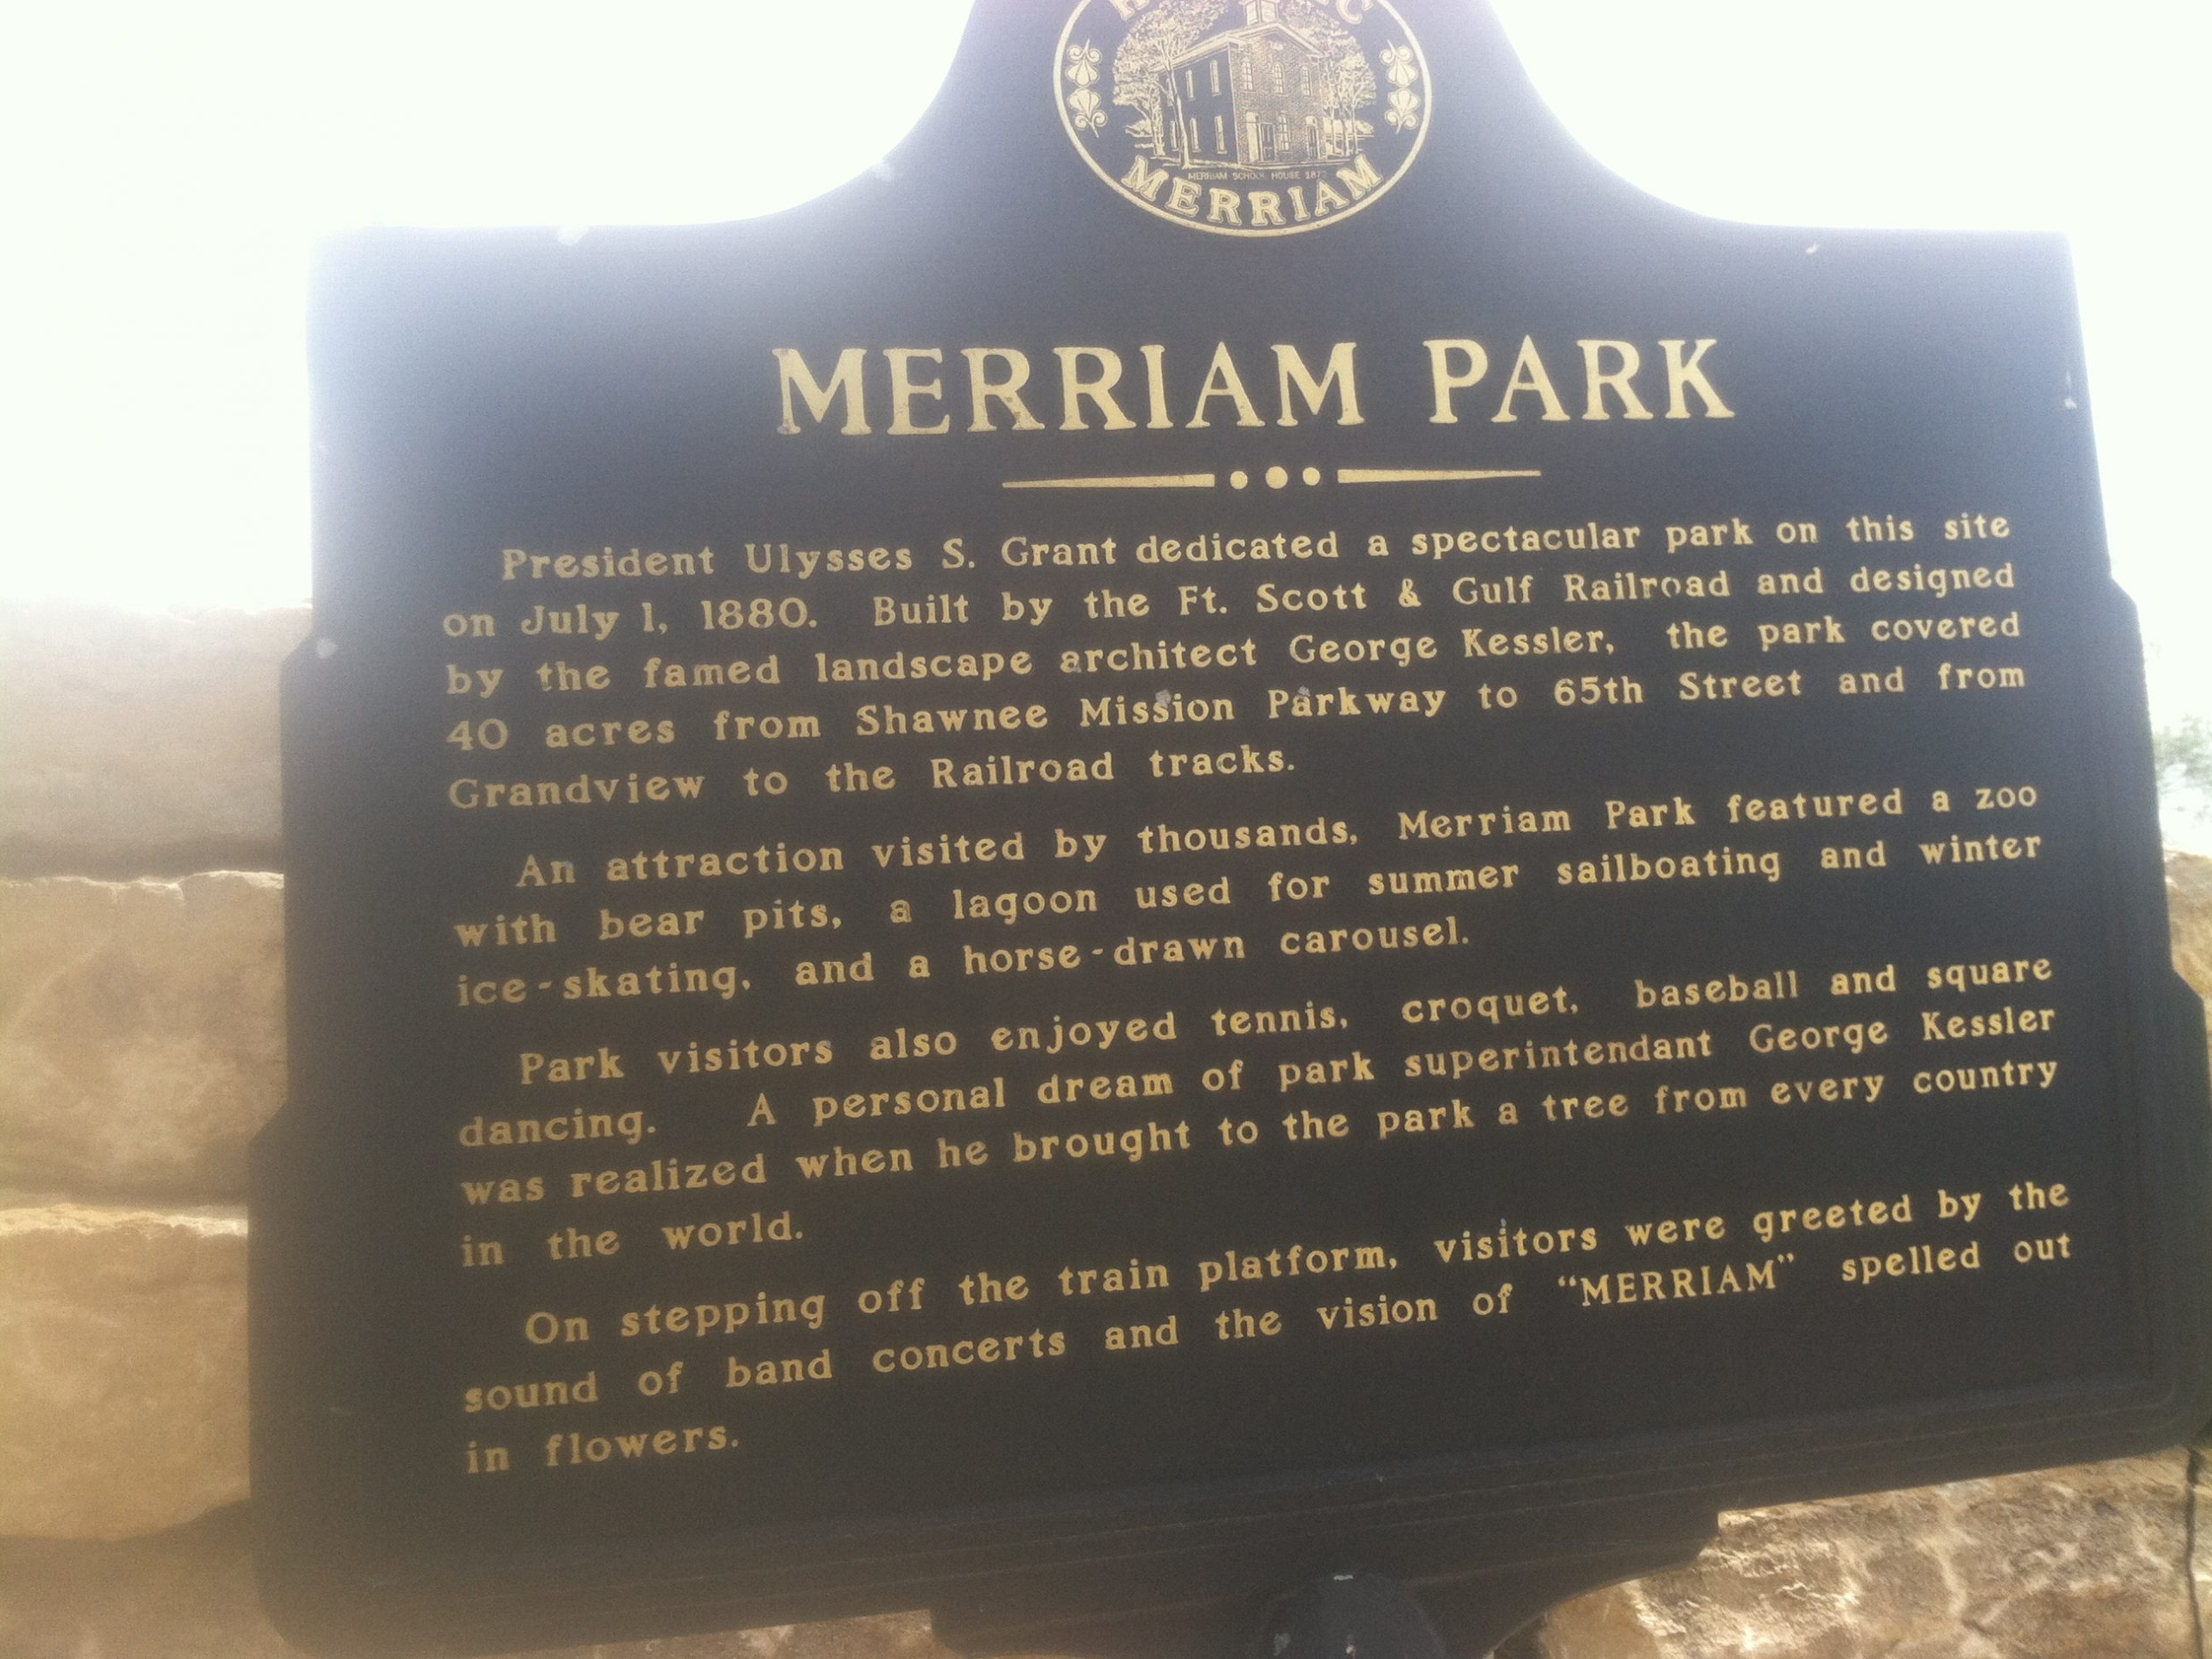 MERRIAM SCHOOL HOUSE
MERRIAM
MERRIAM PARK
President Ulysses S. Grant dedicated a spectacular park on this site
on July 1, 1880. Built by the Ft. Scott & Gulf Railroad and designed
by the famed landscape architect George Kessler, the park covered
40 acres from Shawnee Mission Parkway to 65th Street and from
Grandview to the Railroad tracks.
An attraction visited by thousands, Merriam Park featured a zoo
with bear pits, a lagoon used for summer sailboating and winter
ice-skating, and a horse-drawn carousel.
Park visitors also enjoyed tennis, croquet, baseball and square
dancing. A personal dream of park superintendant George Kessler
was realized when he brought to the park a tree from every country
in the world.
On stepping off the train platform, visitors were greeted by the
sound of band concerts and the vision of "MERRIAM" spelled out
in flowers.